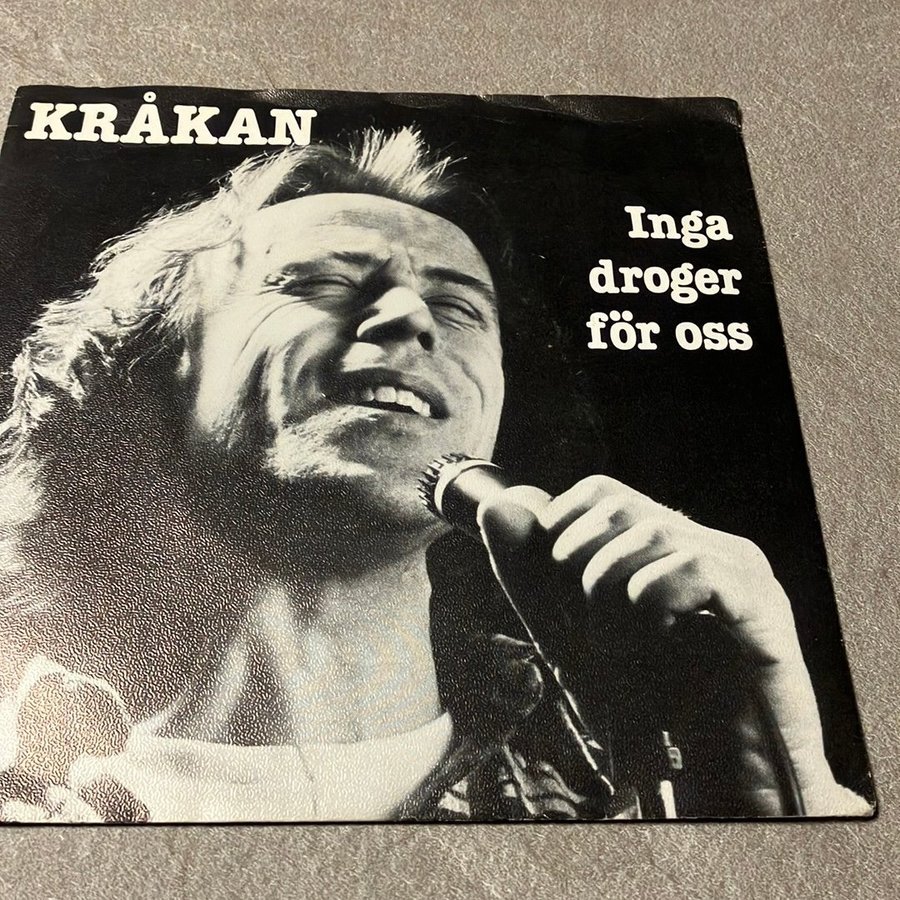 KRÅKAN
Inga
droger
för oss